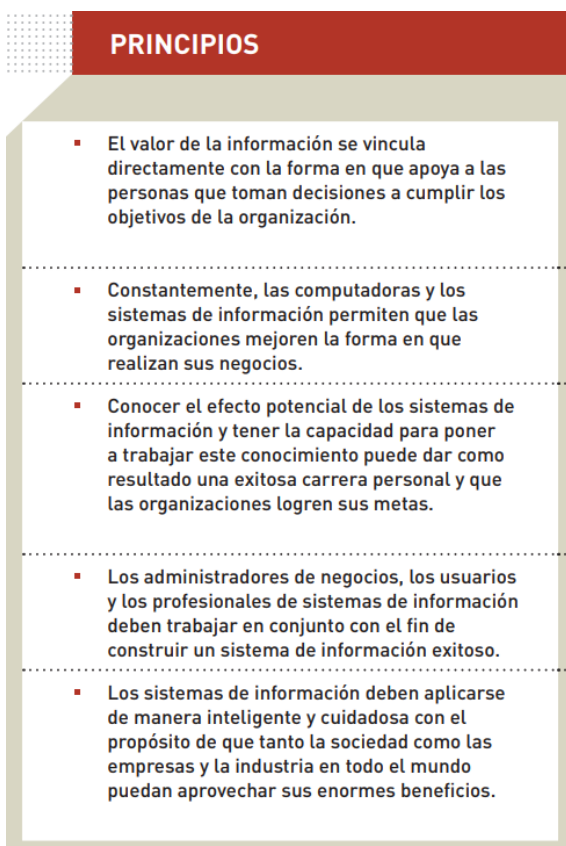 PRINCIPIOS
▪ El valor de la información se vincula
directamente con la forma en que apoya a las
personas que toman decisiones a cumplir los
objetivos de la organización.
▪ Constantemente, las computadoras y los
sistemas de información permiten que las
organizaciones mejoren la forma en que
realizan sus negocios.
▪ Conocer el efecto potencial de los sistemas de
información y tener la capacidad para poner
a trabajar este conocimiento puede dar como
resultado una exitosa carrera personal y que
las organizaciones logren sus metas.
▪ Los administradores de negocios, los usuarios
y los profesionales de sistemas de información
deben trabajar en conjunto con el fin de
construir un sistema de información exitoso.
▪ Los sistemas de información deben aplicarse
de manera inteligente y cuidadosa con el
propósito de que tanto la sociedad como las
empresas y la industria en todo el mundo
puedan aprovechar sus enormes beneficios.